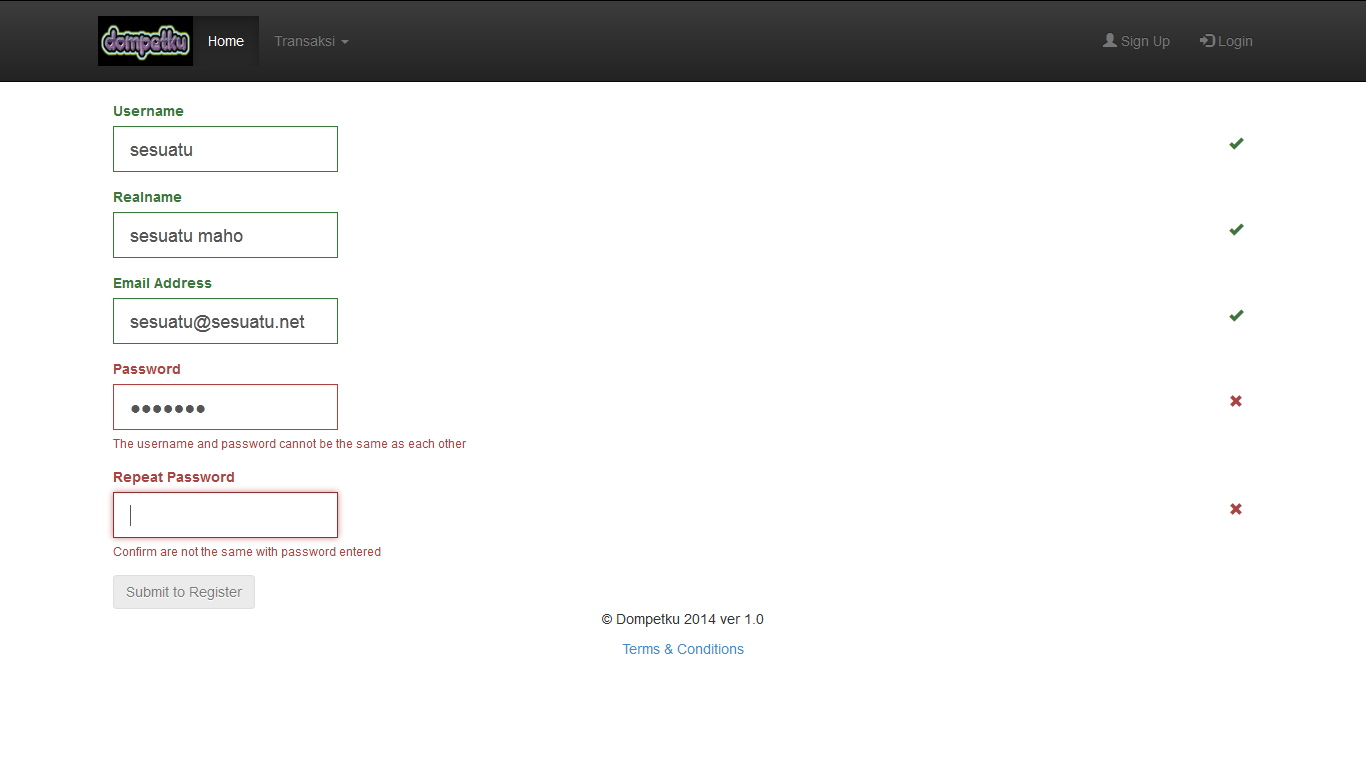 dompetku Home Transaksi Sign Up Login
Username
sesuatu
Realname
sesuatu maho
Email Address
sesuatu@sesuatu.net
Password
●●●●●●●
The username and password cannot be the same as each other
Repeat Password
Confirm are not the same with password entered
Submit to Register
© Dompetku 2014 ver 1.0
Terms & Conditions